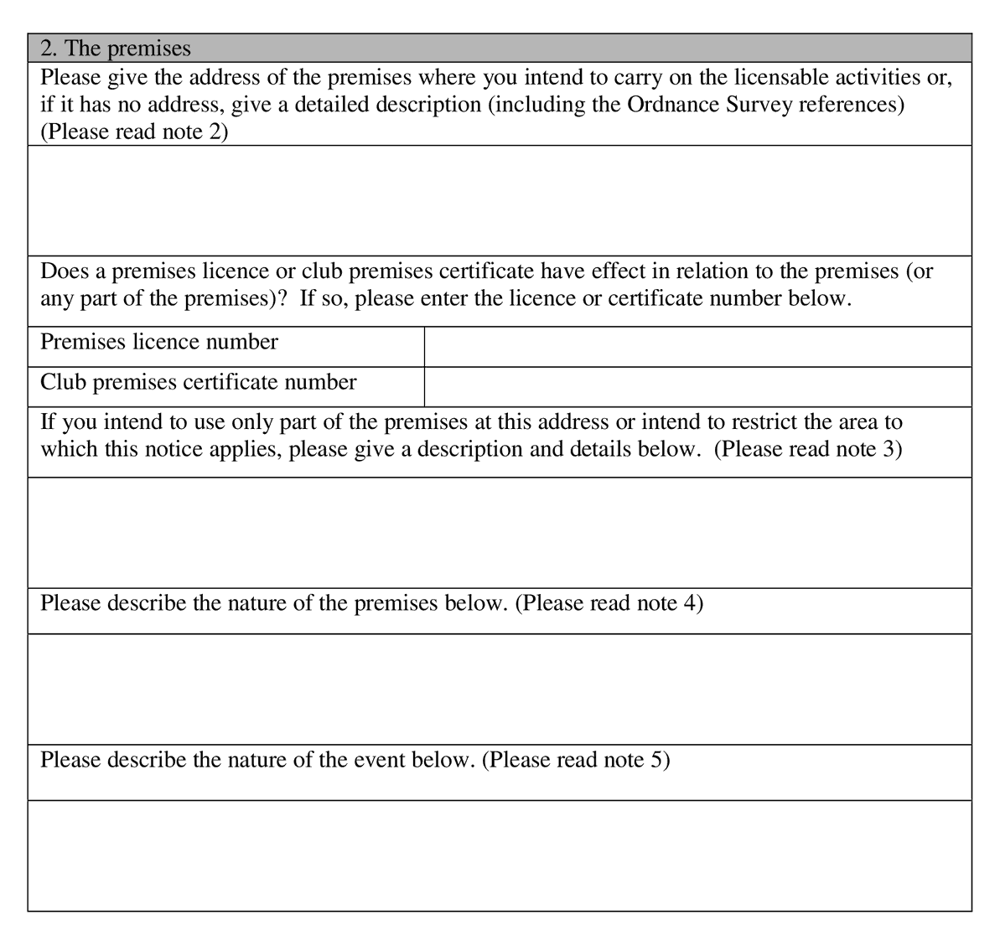 2. The premises
Please give the address of the premises where you intend to carry on the licensable activities or,
if it has no address, give a detailed description (including the Ordnance Survey references)
(Please read note 2)
Does a premises licence or club premises certificate have effect in relation to the premises (or
any part of the premises)?  If so, please enter the licence or certificate number below.
Premises licence number
Club premises certificate number
If you intend to use only part of the premises at this address or intend to restrict the area to
which this notice applies, please give a description and details below.  (Please read note 3)
Please describe the nature of the premises below. (Please read note 4)
Please describe the nature of the event below. (Please read note 5)